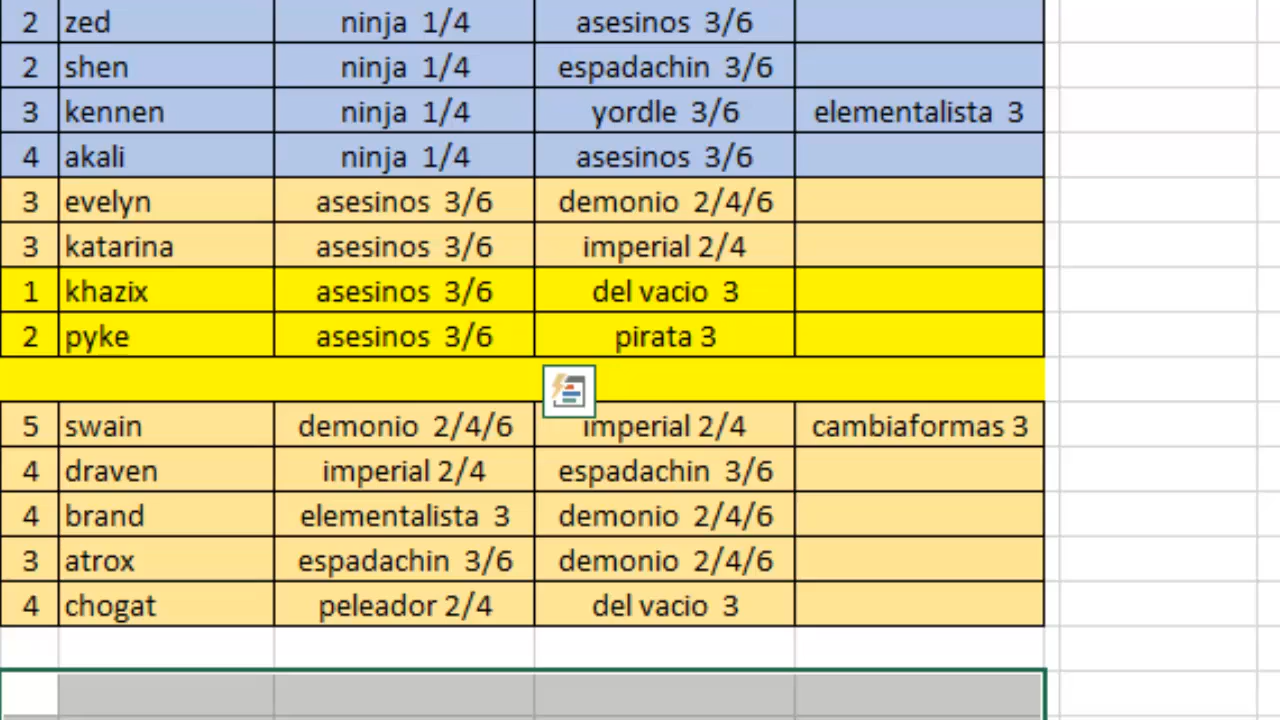 2 zed ninja 1/4 asesinos 3/6
2 shen ninja 1/4 espadachin 3/6
3 kennen ninja 1/4 yordle 3/6 elementalista 3
4 akali ninja 1/4 asesinos 3/6
3 evelyn asesinos 3/6 demonio 2/4/6
3 katarina asesinos 3/6 imperial 2/4
1 khazix asesinos 3/6 del vacio 3
2 pyke asesinos 3/6 pirata 3
5 swain demonio 2/4/6 imperial 2/4 cambiaformas 3
4 draven imperial 2/4 espadachin 3/6
4 brand elementalista 3 demonio 2/4/6
3 atrox espadachin 3/6 demonio 2/4/6
4 chogat peleador 2/4 del vacio 3